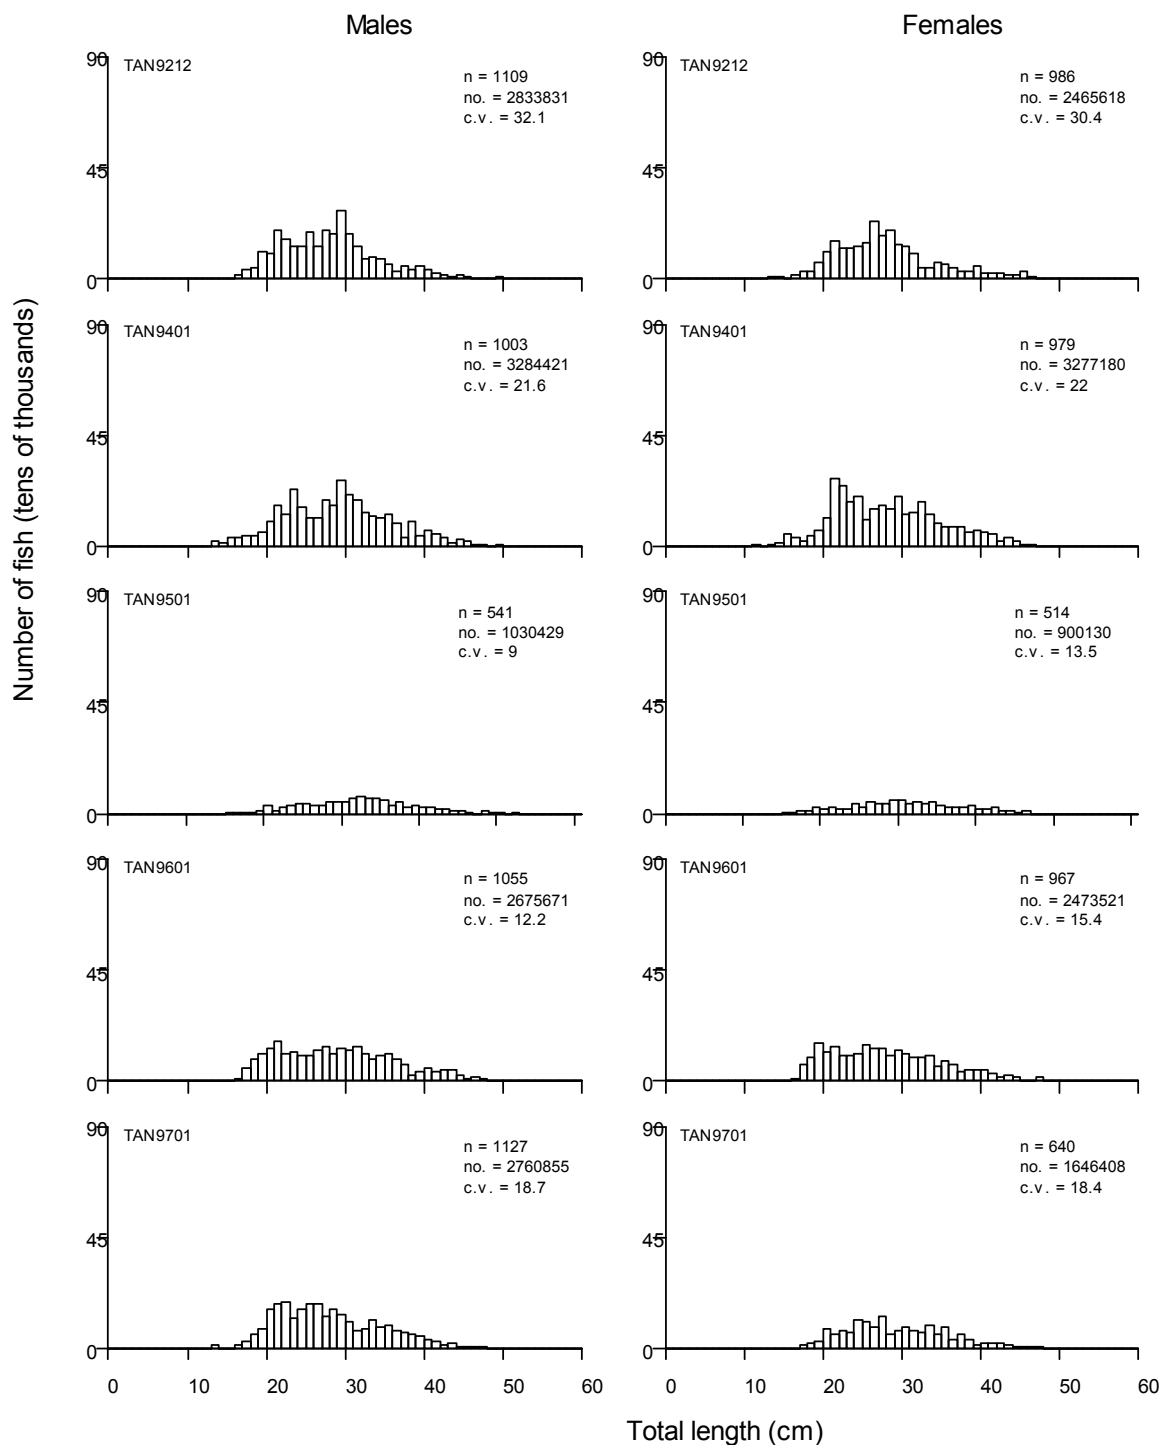 Males
Females
Number of fish (tens of thousands)
90
TAN9212
n = 1109
no. = 2833831
c.v. = 32.1
45
0
90
TAN9212
n = 986
no. = 2465618
c.v. = 30.4
45
0
90
TAN9401
n = 1003
no. = 3284421
c.v. = 21.6
45
0
90
TAN9401
n = 979
no. = 3277180
c.v. = 22
45
0
90
TAN9501
n = 541
no. = 1030429
c.v. = 9
45
0
90
TAN9501
n = 514
no. = 900130
c.v. = 13.5
45
0
90
TAN9601
n = 1055
no. = 2675671
c.v. = 12.2
45
0
90
TAN9601
n = 967
no. = 2473521
c.v. = 15.4
45
0
90
TAN9701
n = 1127
no. = 2760855
c.v. = 18.7
45
0
90
TAN9701
n = 640
no. = 1646408
c.v. = 18.4
45
0
0 10 20 30 40 50 60
0 10 20 30 40 50 60
Total length (cm)